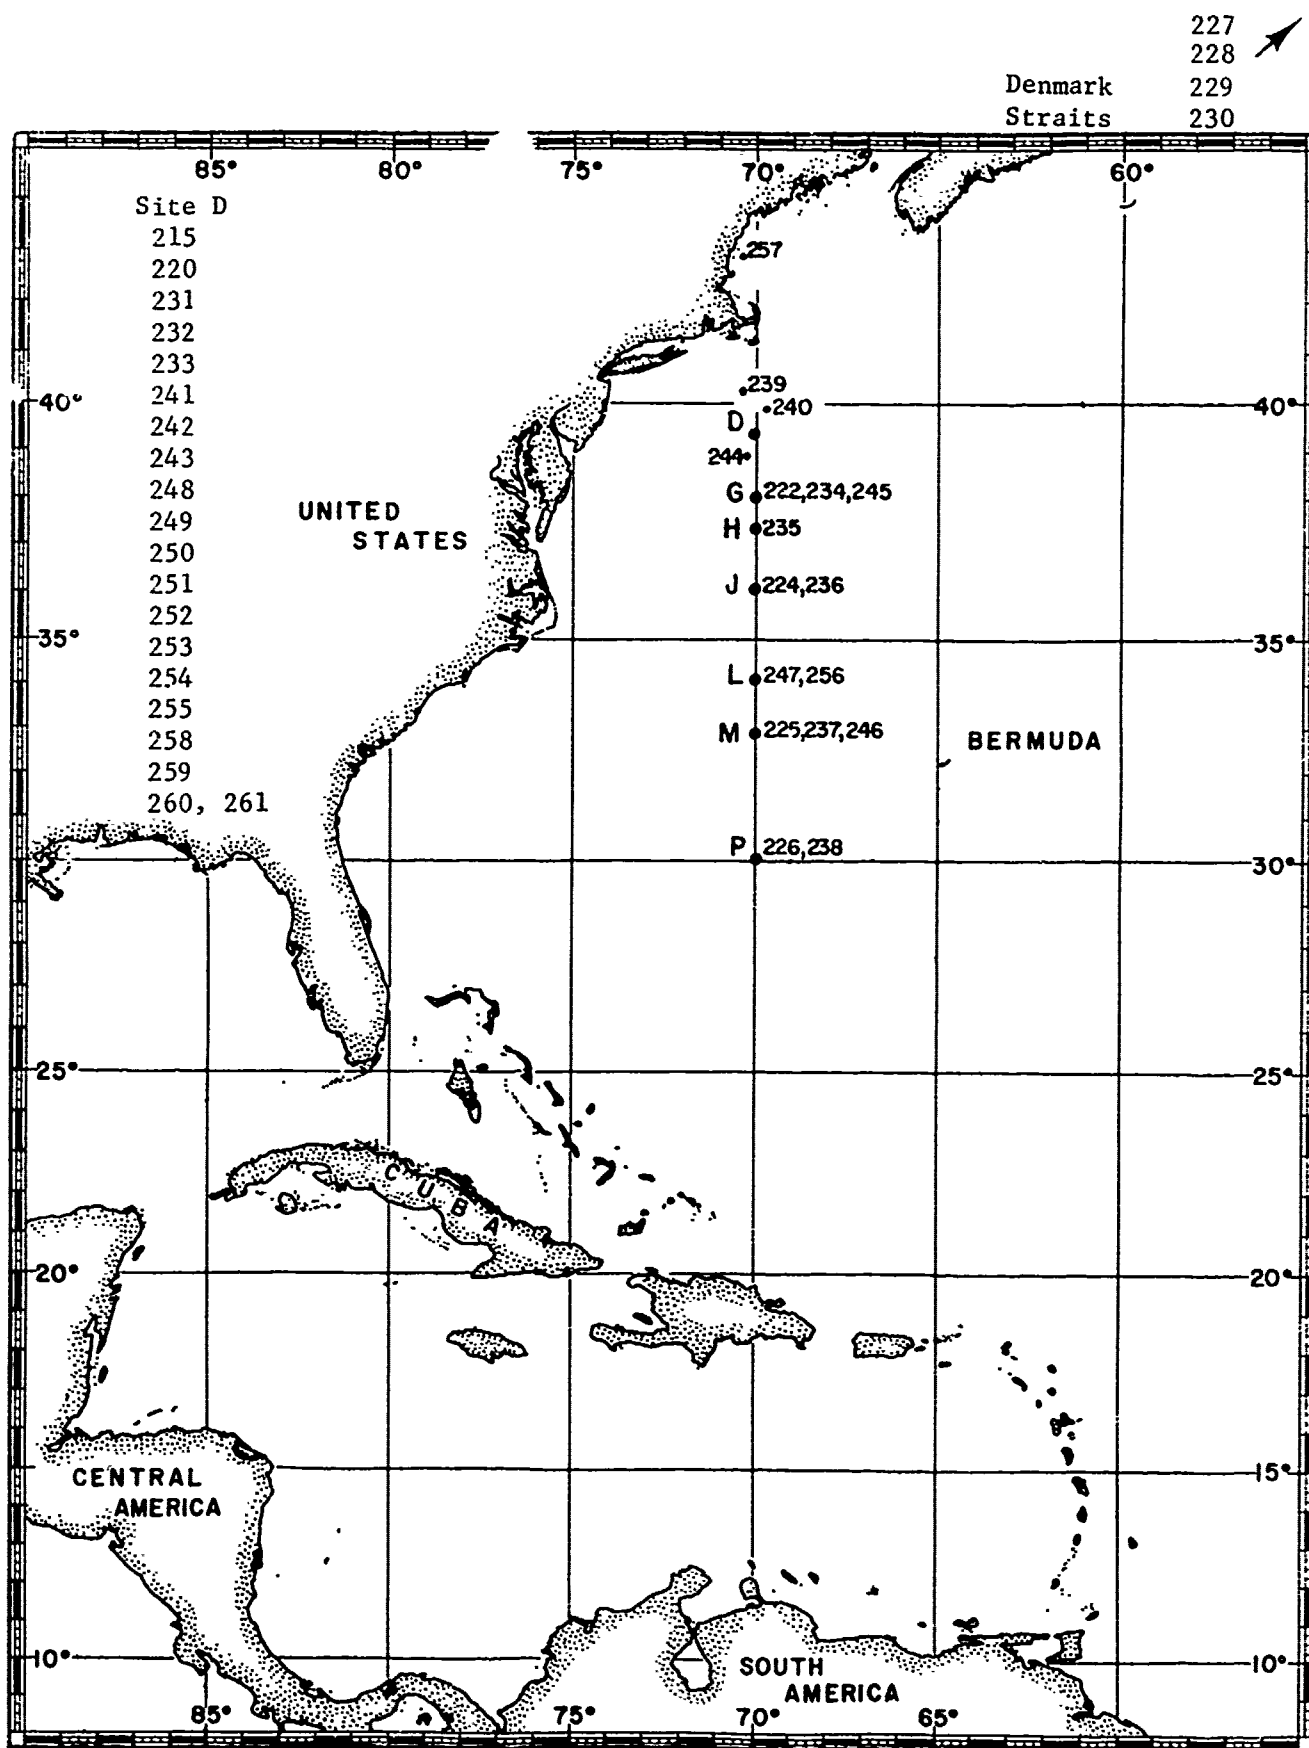 227
228
Denmark 229
Straits 230
85° 80° 75° 70° 60°
Site D
215
220
231
232
233
241
242
243
248
249
250
251
252
253
254
255
258
259
260, 261
257
239
240
40° 40°
D
244
G 222,234,245
H 235
UNITED
STATES
J 224,236
35° 35°
L 247,256
M 225,237,246
BERMUDA
P 226,238
30°
25° 25°
CUBA
20° 20°
15°
CENTRAL
AMERICA
10° 10°
SOUTH
AMERICA
85° 75° 70° 65°